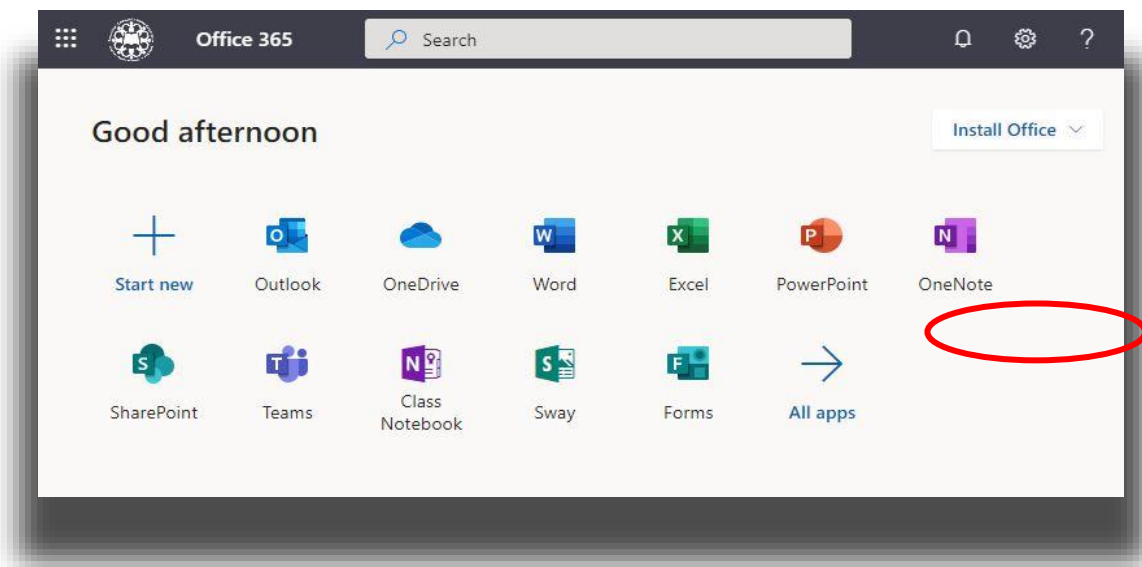 Office 365
Search
?
Good afternoon
Install Office
Start new
Outlook
OneDrive
Word
Excel
PowerPoint
OneNote
SharePoint
Teams
Class
Notebook
Sway
Forms
All apps